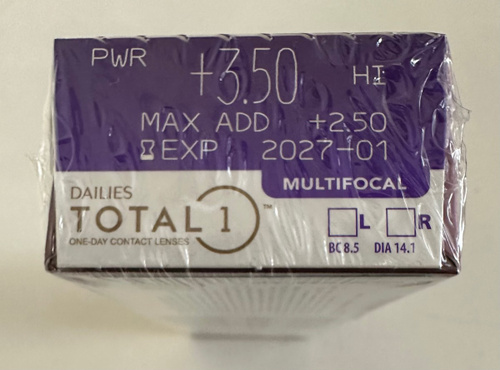 PWR +3.50 HI
MAX ADD +2.50
EXP 2027-01
MULTIFOCAL
DAILIES
TOTAL 1™
ONE-DAY CONTACT LENSES
L R
BC 8.5 DIA 14.1